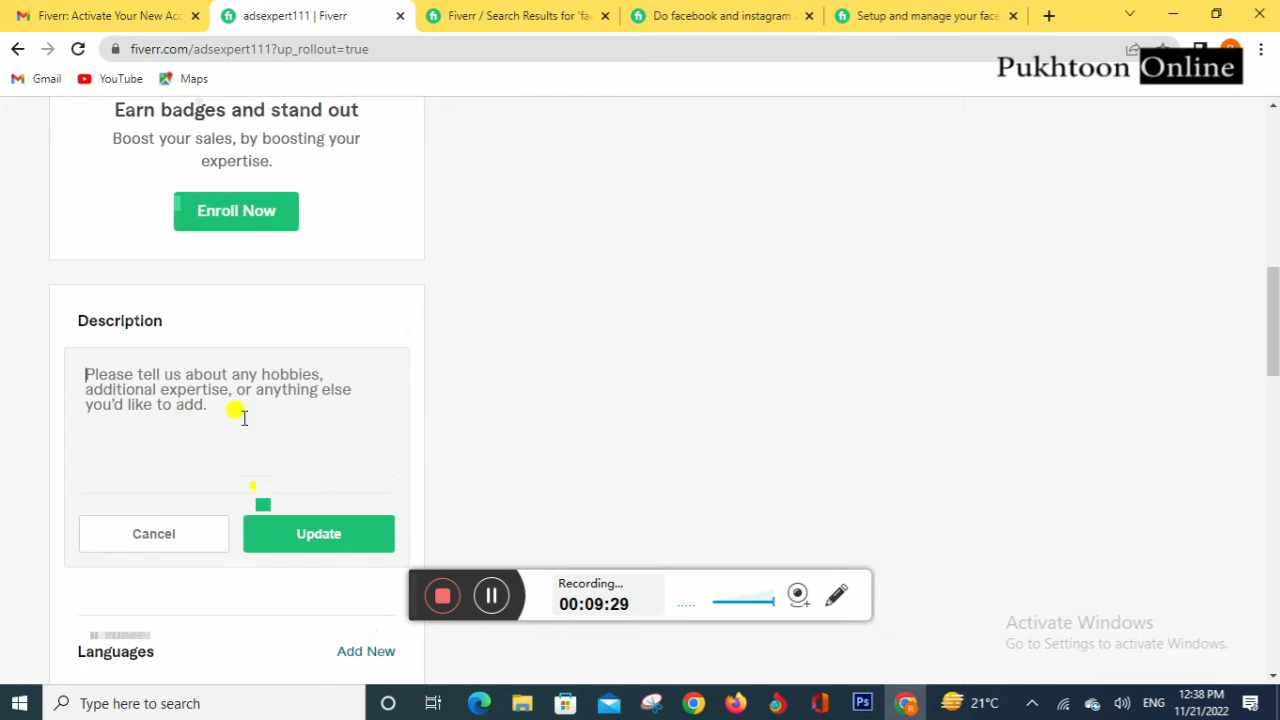 Fiverr: Activate Your New Acc
adsexpert111 | Fiverr
Fiverr / Search Results for 'fac
Do facebook and instagram a
Setup and manage your face
fiverr.com/adsexpert111?up_rollout=true
Gmail
YouTube
Maps
Pukhtoon Online
Earn badges and stand out
Boost your sales, by boosting your
expertise.
Enroll Now
Description
Please tell us about any hobbies,
additional expertise, or anything else
you'd like to add.
Cancel
Update
Recording...
00:09:29
Languages
Add New
Activate Windows
Go to Settings to activate Windows.
Type here to search
Ps
21°C
ENG
12:38 PM
11/21/2022